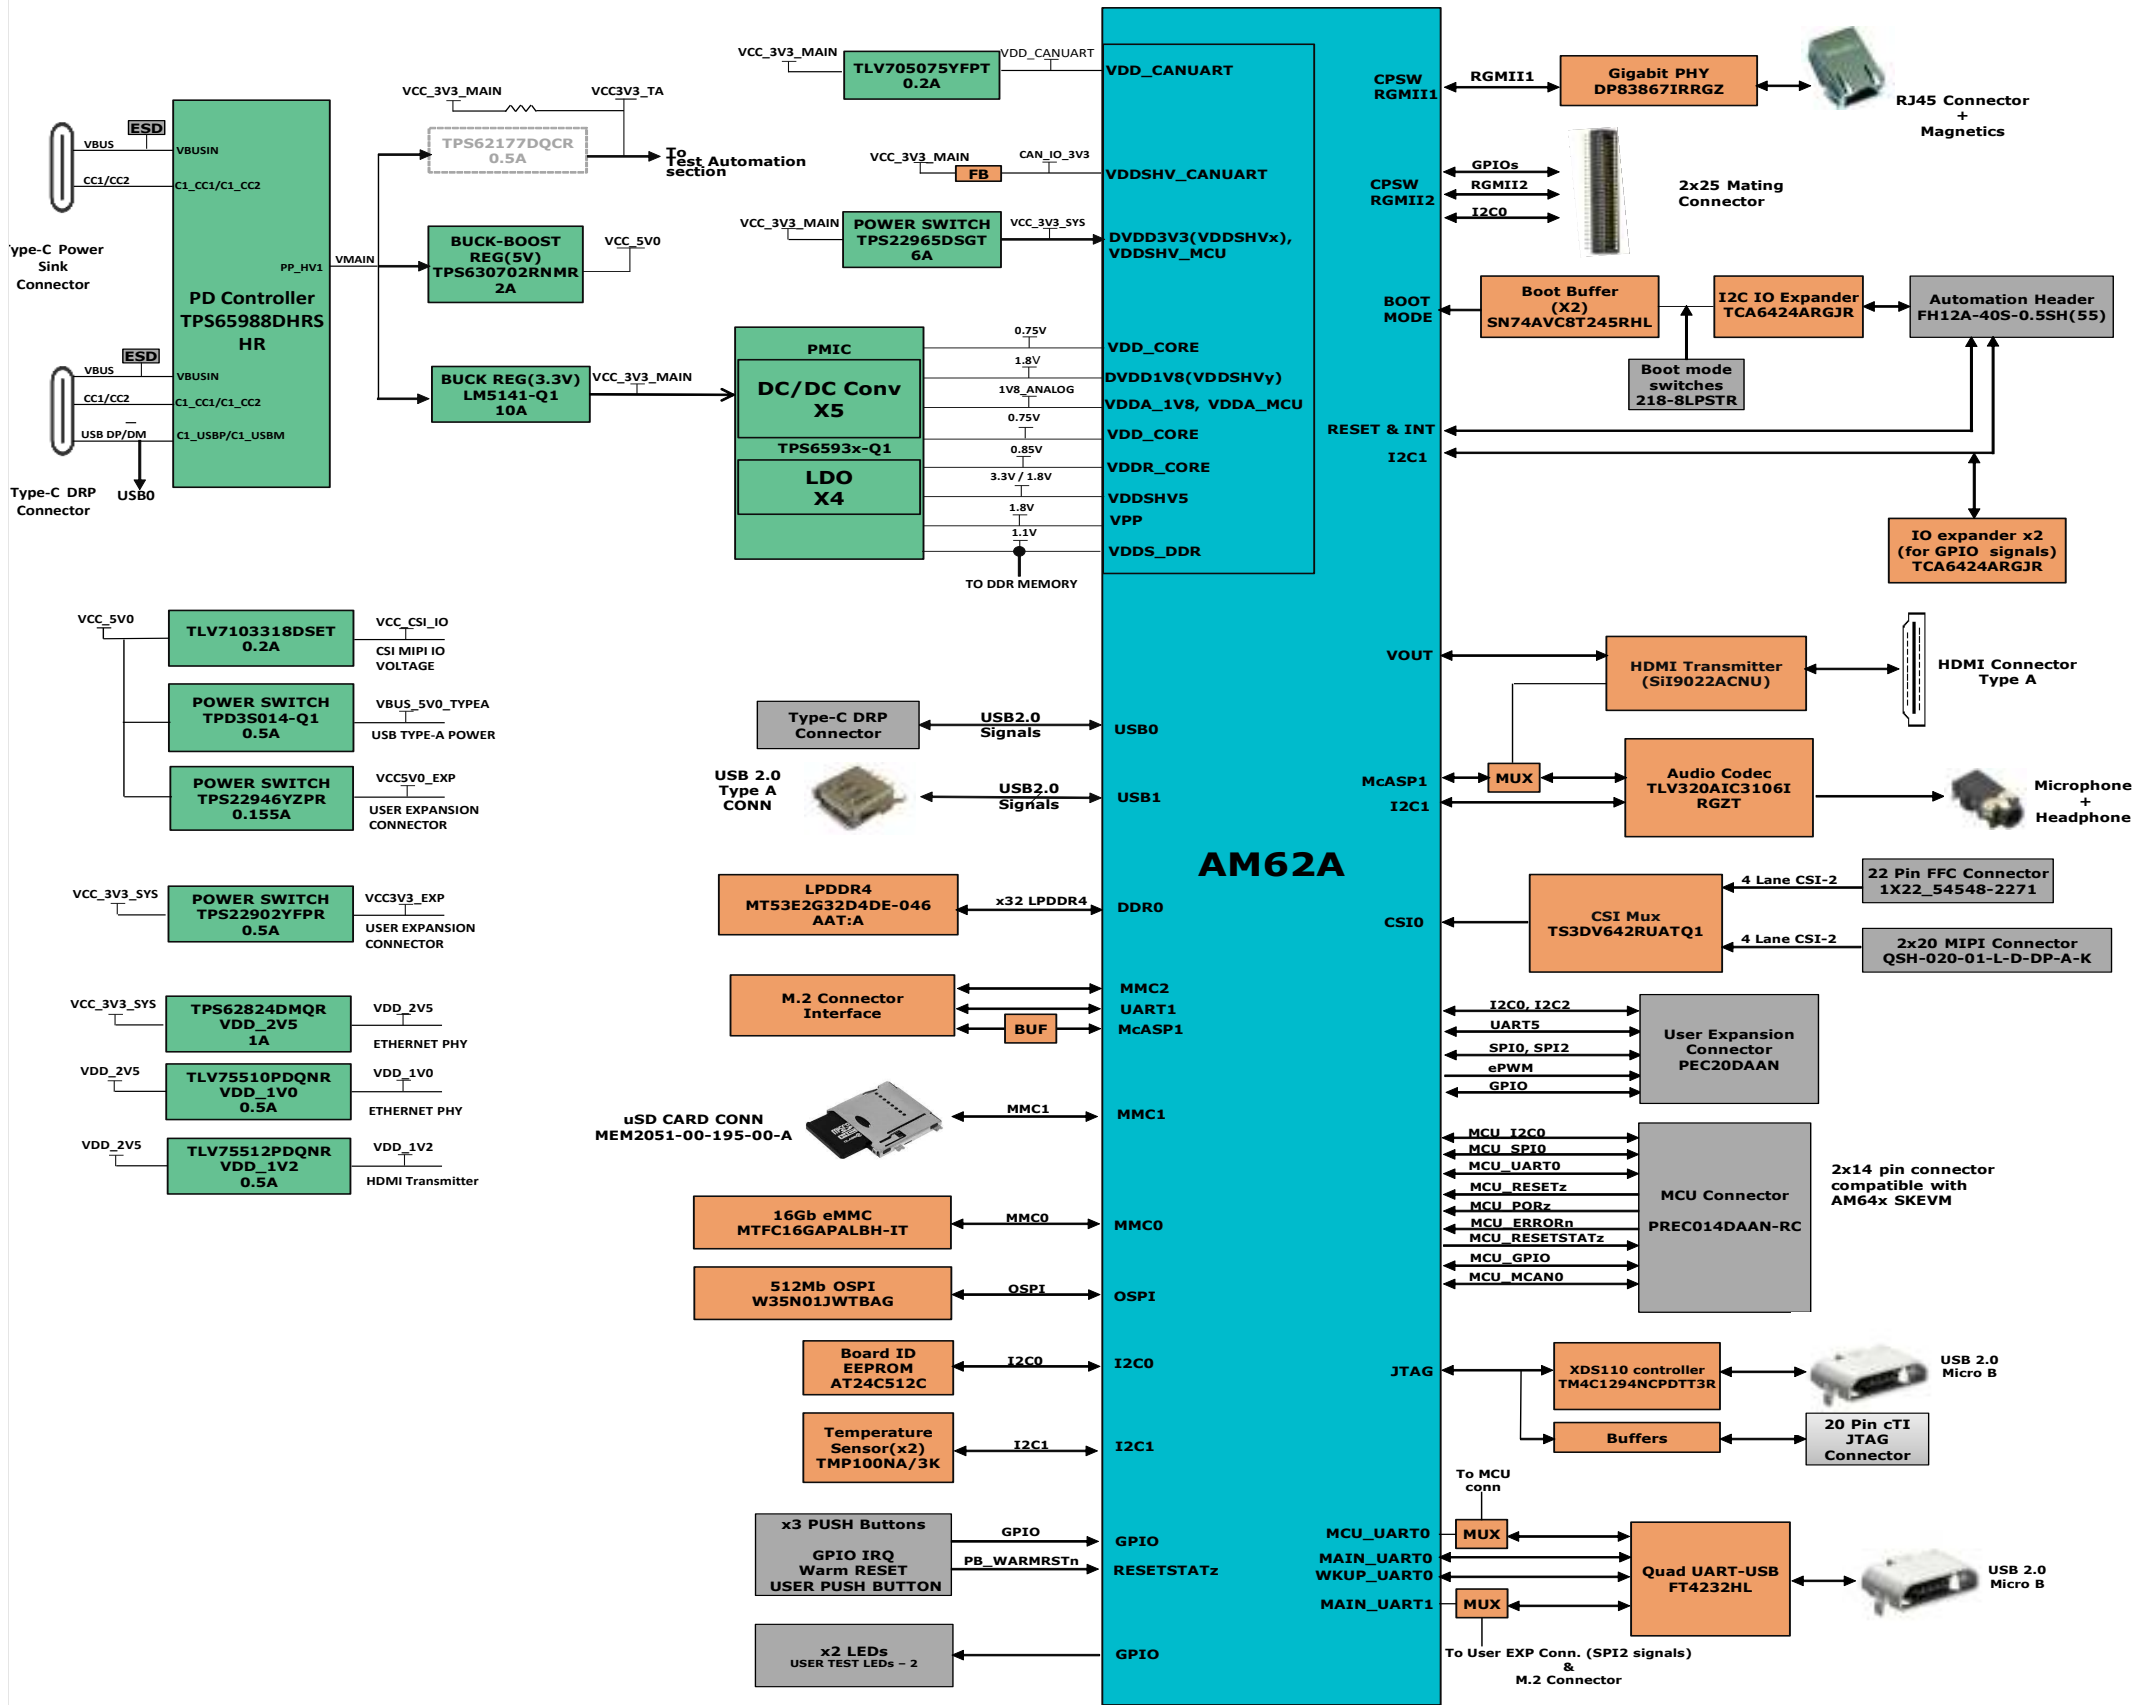 VCC_3V3_MAIN
VCC3V3_TA
ESD
VBUS
VBUSIN
CC1/CC2
C1_CC1/C1_CC2
TPS62177DQCR
0.5A
To
Test Automation
section
Type-C Power
Sink
Connector
PD Controller
TPS65988DHRS
HR
PP_HV1
VMAIN
BUCK-BOOST
REG(5V)
TPS630702RNMR
2A
VCC_5V0
ESD
VBUS
VBUSIN
CC1/CC2
C1_CC1/C1_CC2
USB DP/DM
C1_USBP/C1_USBM
Type-C DRP
Connector
USB0
BUCK REG(3.3V)
LM5141-Q1
10A
VCC_3V3_MAIN
VCC_3V3_MAIN
TLV705075YFPT
0.2A
VDD_CANUART
VDD_CANUART
VCC_3V3_MAIN
FB
CAN_IO_3V3
VDDSHV_CANUART
VCC_3V3_MAIN
POWER SWITCH
TPS22965DSGT
6A
VCC_3V3_SYS
DVDD3V3(VDDSHVx),
VDDSHV_MCU
PMIC
DC/DC Conv
X5
TPS6593x-Q1
LDO
X4
0.75V
VDD_CORE
1.8V
DVDD1V8(VDDSHVy)
1V8_ANALOG
VDDA_1V8, VDDA_MCU
0.75V
VDD_CORE
0.85V
VDDR_CORE
3.3V / 1.8V
VDDSHV5
1.8V
VPP
1.1V
VDDS_DDR
TO DDR MEMORY
CPSW
RGMII1
RGMII1
Gigabit PHY
DP83867IRRGZ
RJ45 Connector
+
Magnetics
CPSW
RGMII2
GPIOs
RGMII2
I2C0
2x25 Mating
Connector
BOOT
MODE
Boot Buffer
(X2)
SN74AVC8T245RHL
I2C IO Expander
TCA6424ARGJR
Automation Header
FH12A-40S-0.5SH(55)
Boot mode
switches
218-8LPSTR
RESET & INT
I2C1
IO expander x2
(for GPIO signals)
TCA6424ARGJR
VCC_5V0
TLV7103318DSET
0.2A
VCC_CSI_IO
CSI MIPI IO
VOLTAGE
POWER SWITCH
TPD3S014-Q1
0.5A
VBUS_5V0_TYPEA
USB TYPE-A POWER
POWER SWITCH
TPS22946YZPR
0.155A
VCC5V0_EXP
USER EXPANSION
CONNECTOR
VCC_3V3_SYS
POWER SWITCH
TPS22902YFPR
0.5A
VCC3V3_EXP
USER EXPANSION
CONNECTOR
VCC_3V3_SYS
TPS62824DMQR
VDD_2V5
1A
VDD_2V5
ETHERNET PHY
VDD_2V5
TLV75510PDQNR
VDD_1V0
0.5A
VDD_1V0
ETHERNET PHY
VDD_2V5
TLV75512PDQNR
VDD_1V2
0.5A
VDD_1V2
HDMI Transmitter
Type-C DRP
Connector
USB2.0
Signals
USB0
USB 2.0
Type A
CONN
USB2.0
Signals
USB1
AM62A
LPDDR4
MT53E2G32D4DE-046
AAT:A
x32 LPDDR4
DDR0
M.2 Connector
Interface
BUF
MMC2
UART1
McASP1
uSD CARD CONN
MEM2051-00-195-00-A
MMC1
MMC1
16Gb eMMC
MTFC16GAPALBH-IT
MMC0
MMC0
512Mb OSPI
W35N01JWTBAG
OSPI
OSPI
Board ID
EEPROM
AT24C512C
I2C0
I2C0
Temperature
Sensor(x2)
TMP100NA/3K
I2C1
I2C1
x3 PUSH Buttons
GPIO IRQ
Warm RESET
USER PUSH BUTTON
GPIO
GPIO
PB_WARMRSTn
RESETSTATz
x2 LEDs
USER TEST LEDs – 2
GPIO
VOUT
HDMI Transmitter
(SiI9022ACNU)
HDMI Connector
Type A
McASP1
I2C1
MUX
Audio Codec
TLV320AIC3106I
RGZT
Microphone
+
Headphone
CSI0
CSI Mux
TS3DV642RUATQ1
4 Lane CSI-2
22 Pin FFC Connector
1X22_54548-2271
4 Lane CSI-2
2x20 MIPI Connector
QSH-020-01-L-D-DP-A-K
I2C0, I2C2
UART5
SPI0, SPI2
ePWM
GPIO
User Expansion
Connector
PEC20DAAN
MCU_I2C0
MCU_SPI0
MCU_UART0
MCU_RESETz
MCU_PORz
MCU_ERRORn
MCU_RESETSTATz
MCU_GPIO
MCU_MCAN0
MCU Connector
PREC014DAAN-RC
2x14 pin connector
compatible with
AM64x SKEVM
JTAG
XDS110 controller
TM4C1294NCPDTT3R
USB 2.0
Micro B
Buffers
20 Pin cTI
JTAG
Connector
To MCU
conn
MCU_UART0
MUX
MAIN_UART0
WKUP_UART0
MAIN_UART1
MUX
Quad UART-USB
FT4232HL
USB 2.0
Micro B
To User EXP Conn. (SPI2 signals)
&
M.2 Connector